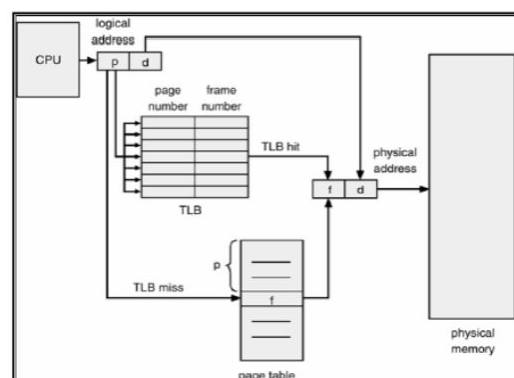 logical
address
CPU
p d
page
number
frame
number
TLB hit
physical
address
f d
TLB
p
TLB miss
f
physical
memory
page table